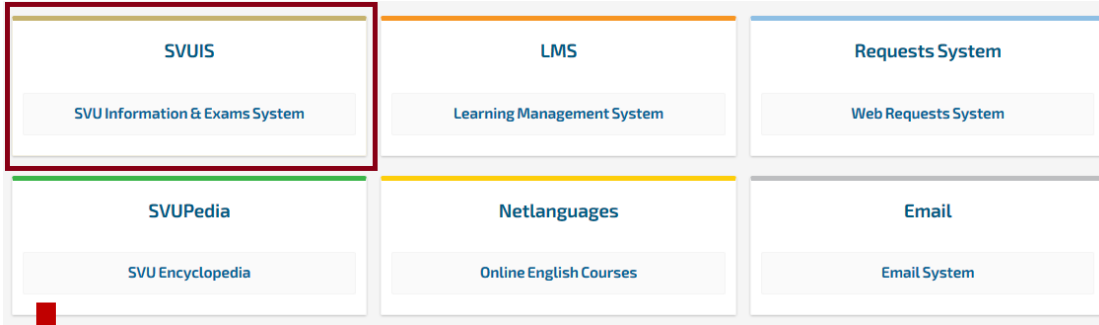 SVUIS
SVU Information & Exams System
LMS
Learning Management System
Requests System
Web Requests System
SVUPedia
SVU Encyclopedia
Netlanguages
Online English Courses
Email
Email System